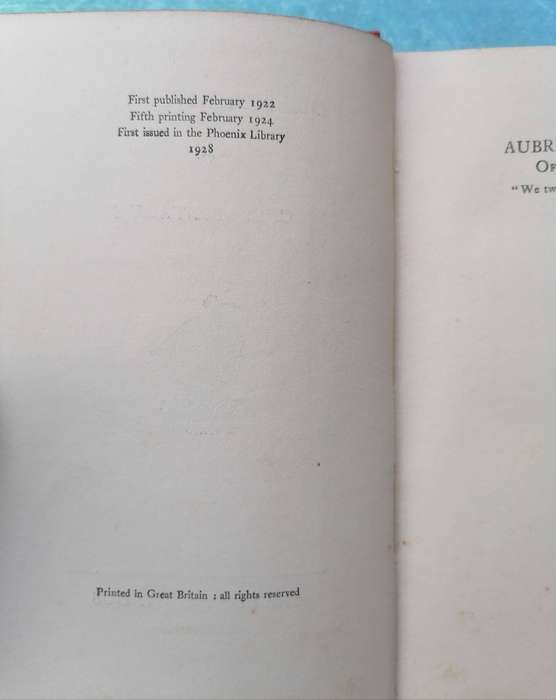 First published February 1922
Fifth printing February 1924
First issued in the Phoenix Library
1928
Printed in Great Britain : all rights reserved
AUBR
OF
"We tw